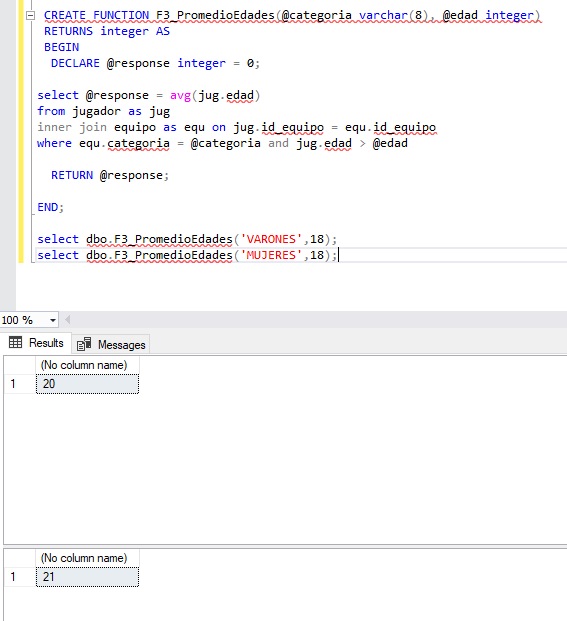 CREATE FUNCTION F3_PromedioEdades(@categoria varchar(8), @edad integer)
RETURNS integer AS
BEGIN
DECLARE @response integer = 0;
select @response = avg(jug.edad)
from jugador as jug
inner join equipo as equ on jug.id_equipo = equ.id_equipo
where equ.categoria = @categoria and jug.edad > @edad
RETURN @response;
END;
select dbo.F3_PromedioEdades('VARONES',18);
select dbo.F3_PromedioEdades('MUJERES',18);
100 %
Results Messages
(No column name)
1 20
(No column name)
1 21